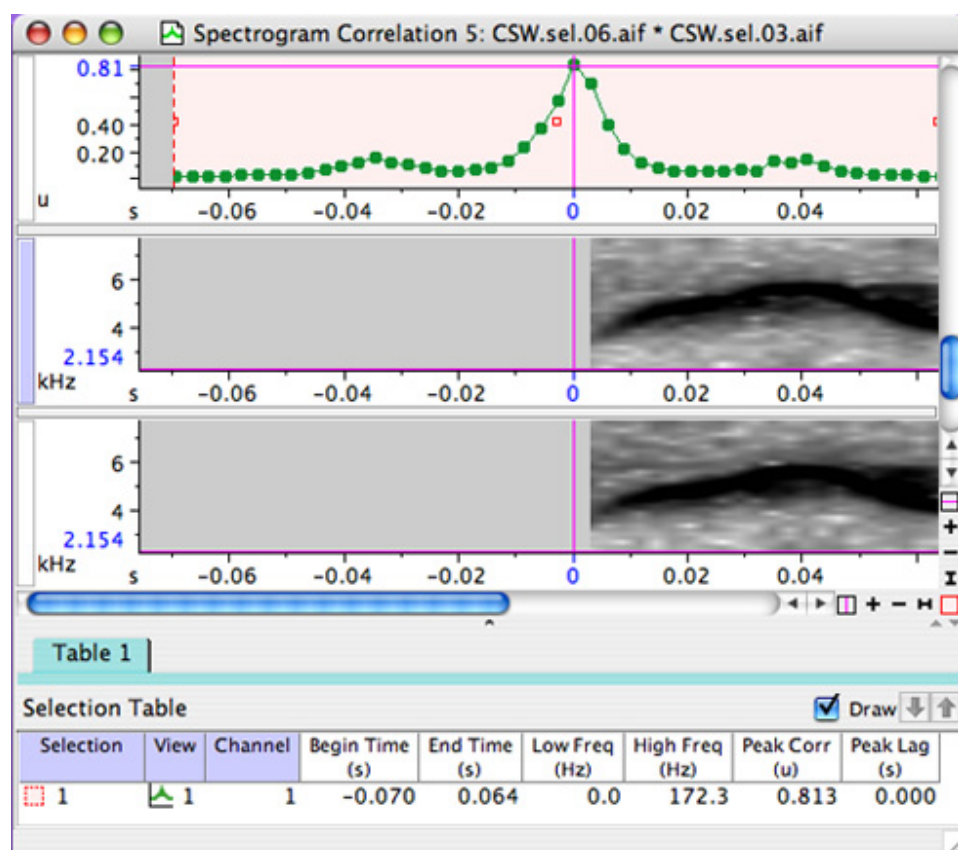 Spectrogram Correlation 5: CSW.sel.06.aif * CSW.sel.03.aif
0.81
0.40
0.20
u
s -0.06 -0.04 -0.02 0 0.02 0.04
6
4
2.154
kHz
s -0.06 -0.04 -0.02 0 0.02 0.04
6
4
2.154
kHz
s -0.06 -0.04 -0.02 0 0.02 0.04
Table 1
Selection Table Draw
Selection View Channel Begin Time (s) End Time (s) Low Freq (Hz) High Freq (Hz) Peak Corr (u) Peak Lag (s)
1 1 1 -0.070 0.064 0.0 172.3 0.813 0.000